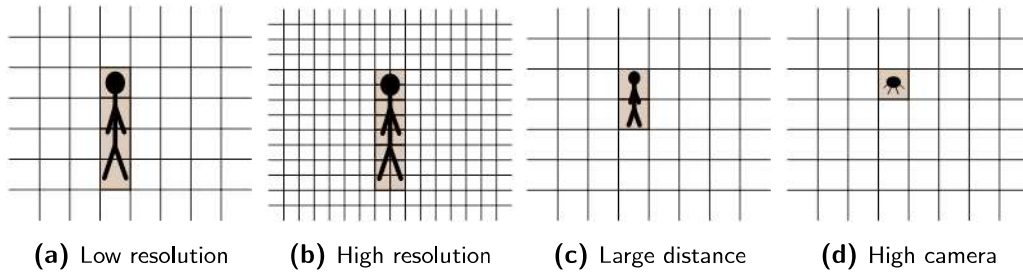 (a) Low resolution
(b) High resolution
(c) Large distance
(d) High camera